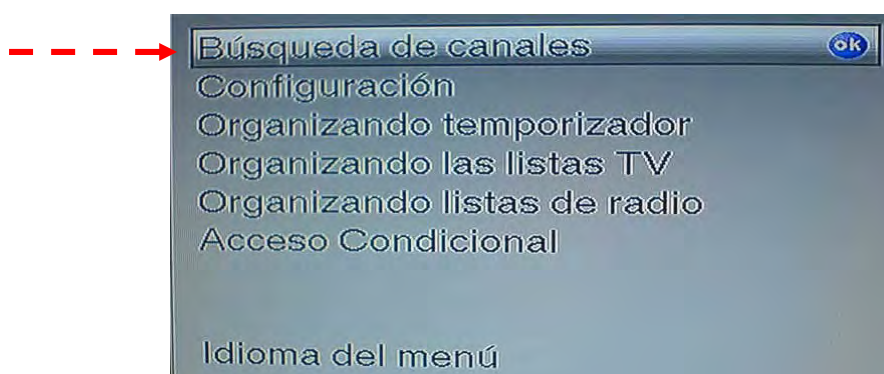 Búsqueda de canales OK
Configuración
Organizando temporizador
Organizando las listas TV
Organizando listas de radio
Acceso Condicional
Idioma del menú